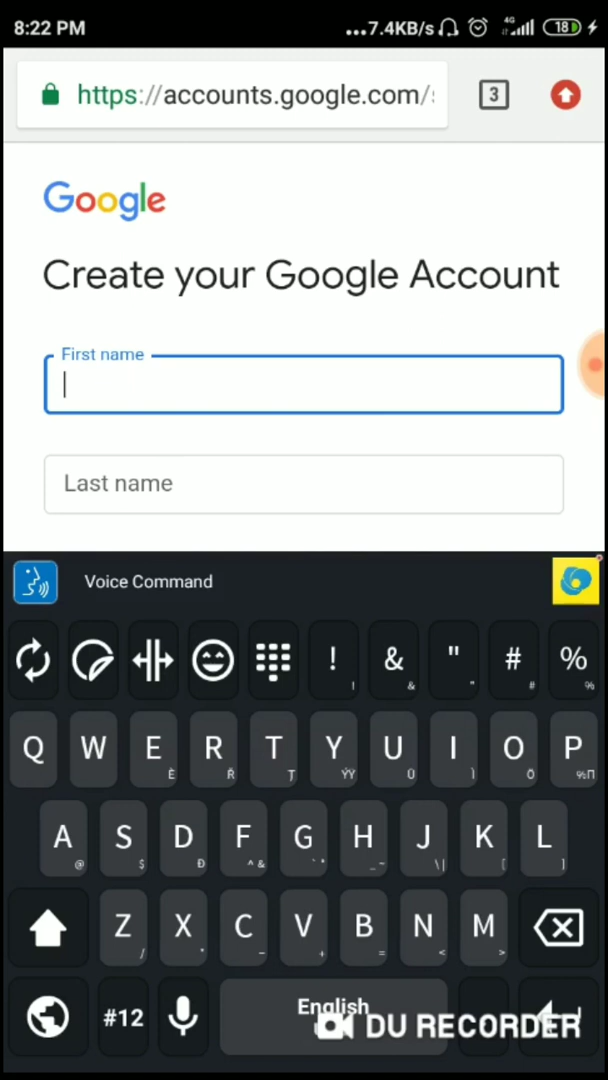 8:22 PM ...7.4KB/s 4G 18
https://accounts.google.com/s 3
Google
Create your Google Account
First name
Last name
Voice Command
! & " # %
! & " # %
Q W E R T Y U I O P
A S D F G H J K L
Z X C V B N M
#12 English
DU RECORDER